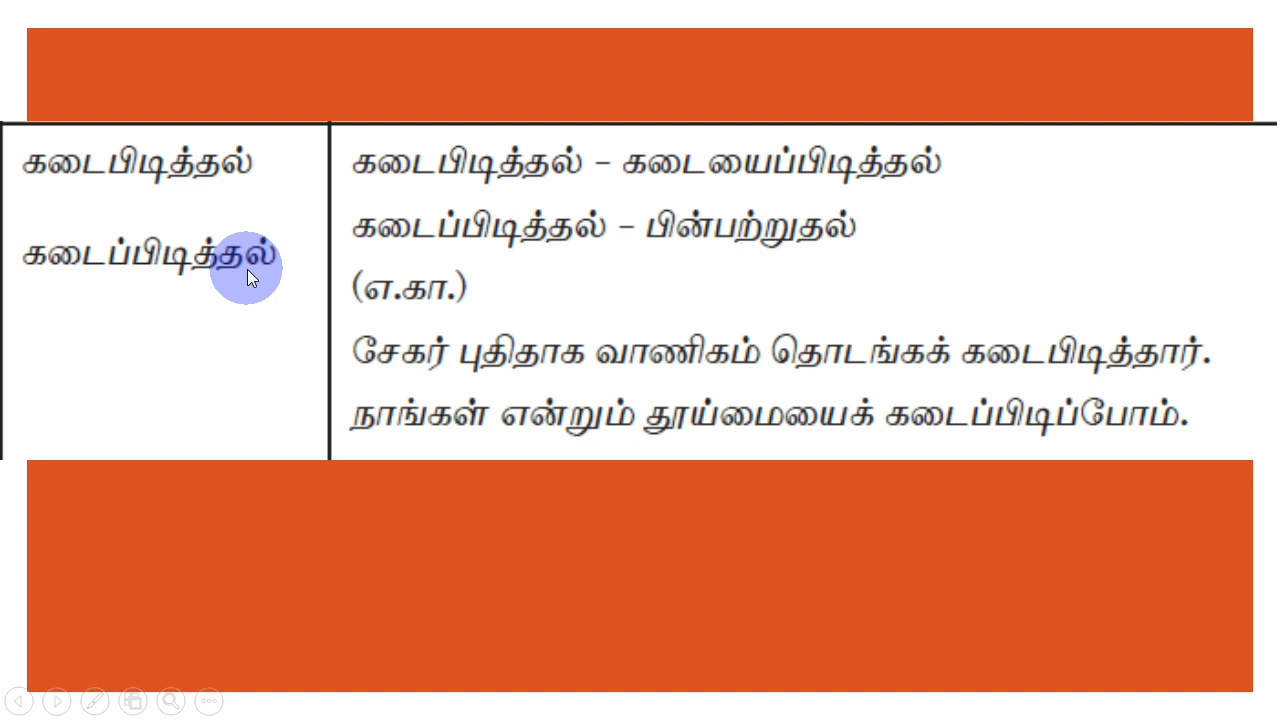 கடைபிடித்தல்
கடைப்பிடித்தல்
கடைபிடித்தல் – கடையைப்பிடித்தல்
கடைப்பிடித்தல் – பின்பற்றுதல்
(எ.கா.)
சேகர் புதிதாக வாணிகம் தொடங்கக் கடைபிடித்தார்.
நாங்கள் என்றும் தூய்மையைக் கடைப்பிடிப்போம்.